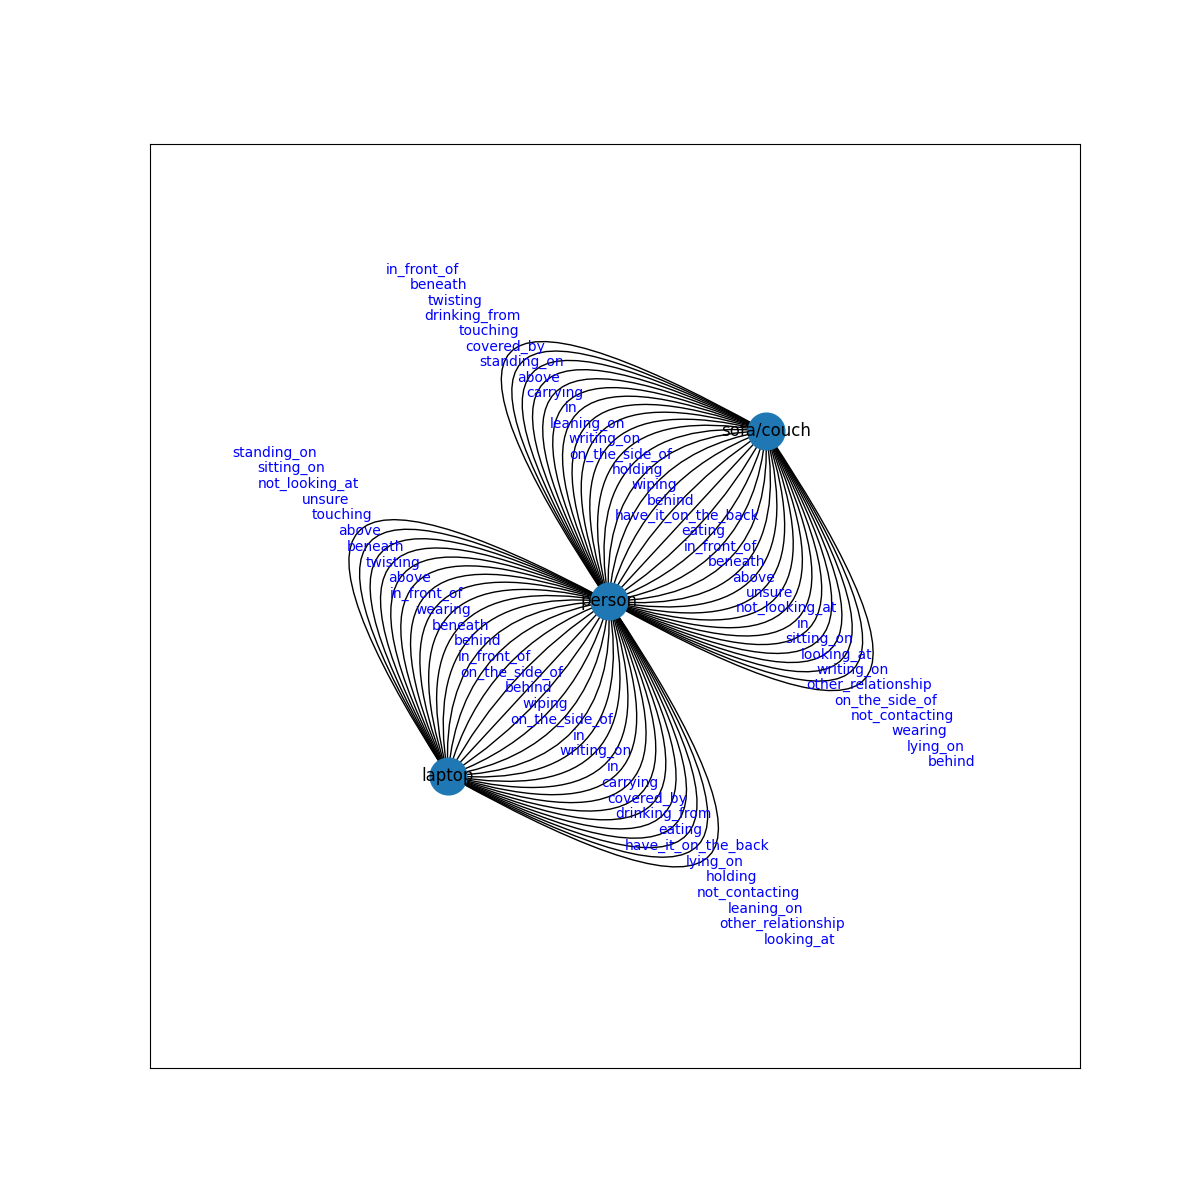 in_front_of
beneath
twisting
drinking_from
touching
covered_by
standing_on
above
carrying
in
leaning_on
writing_on
on_the_side_of
holding
wiping
behind
have_it_on_the_back
eating
in_front_of
beneath
above
unsure
not_looking_at
in
sitting_on
looking_at
writing_on
other_relationship
on_the_side_of
not_contacting
wearing
lying_on
behind
sofa/couch
person
laptop
standing_on
sitting_on
not_looking_at
unsure
touching
above
beneath
twisting
above
in_front_of
wearing
beneath
behind
in_front_of
on_the_side_of
behind
wiping
on_the_side_of
in
writing_on
in
carrying
covered_by
drinking_from
eating
have_it_on_the_back
lying_on
holding
not_contacting
leaning_on
other_relationship
looking_at